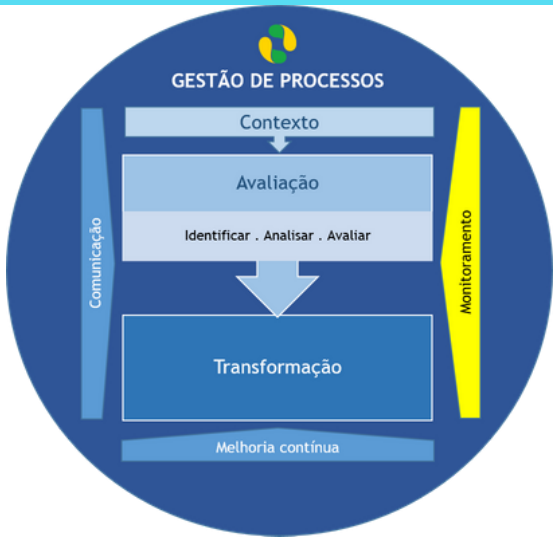 GESTÃO DE PROCESSOS
Contexto
Avaliação
Identificar . Analisar . Avaliar
Comunicação
Monitoramento
Transformação
Melhoria contínua